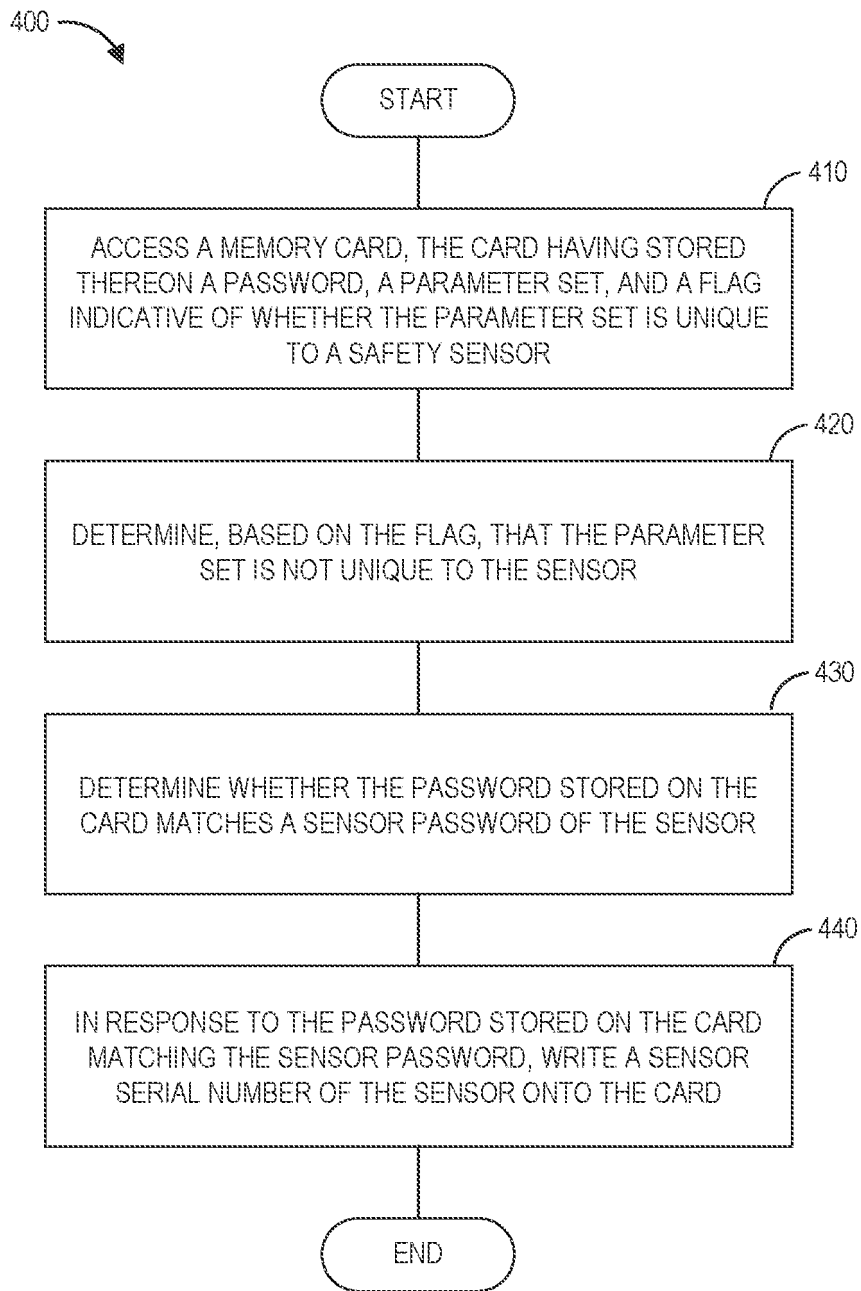 400
START
410
ACCESS A MEMORY CARD, THE CARD HAVING STORED
THEREON A PASSWORD, A PARAMETER SET, AND A FLAG
INDICATIVE OF WHETHER THE PARAMETER SET IS UNIQUE
TO A SAFETY SENSOR
420
DETERMINE, BASED ON THE FLAG, THAT THE PARAMETER
SET IS NOT UNIQUE TO THE SENSOR
430
DETERMINE WHETHER THE PASSWORD STORED ON THE
CARD MATCHES A SENSOR PASSWORD OF THE SENSOR
440
IN RESPONSE TO THE PASSWORD STORED ON THE CARD
MATCHING THE SENSOR PASSWORD, WRITE A SENSOR
SERIAL NUMBER OF THE SENSOR ONTO THE CARD
END